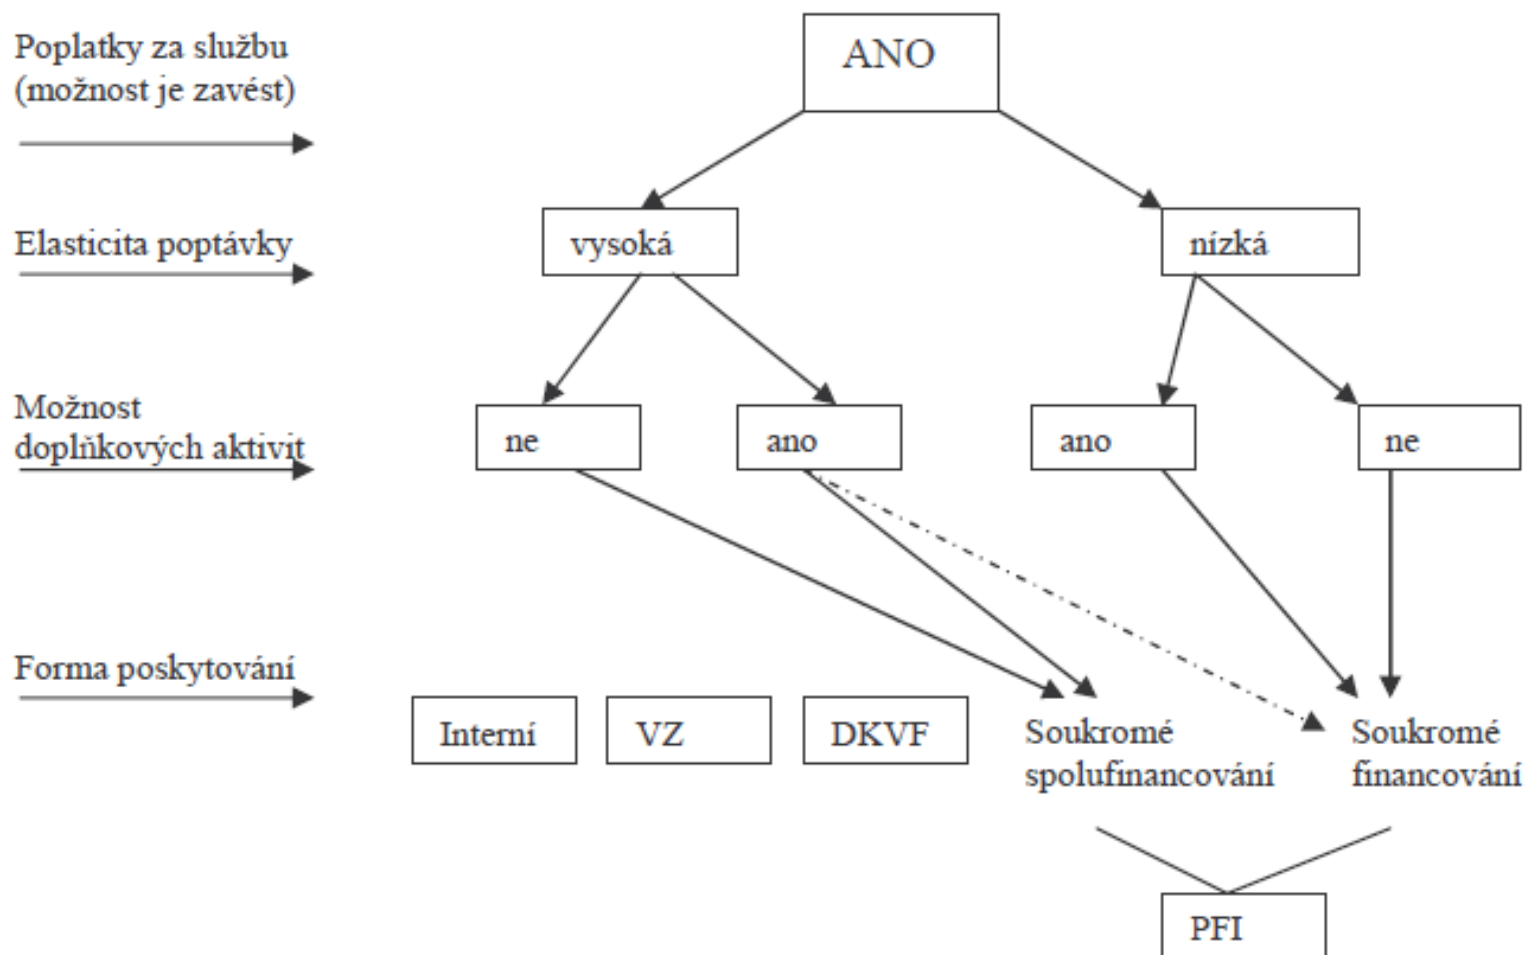 Poplatky za službu
(možnost je zavést)
ANO
Elasticita poptávky
vysoká
nízká
Možnost
doplňkových aktivit
ne
ano
ano
ne
Forma poskytování
Interní
VZ
DKVF
Soukromé
spolufinancování
Soukromé
financování
PFI